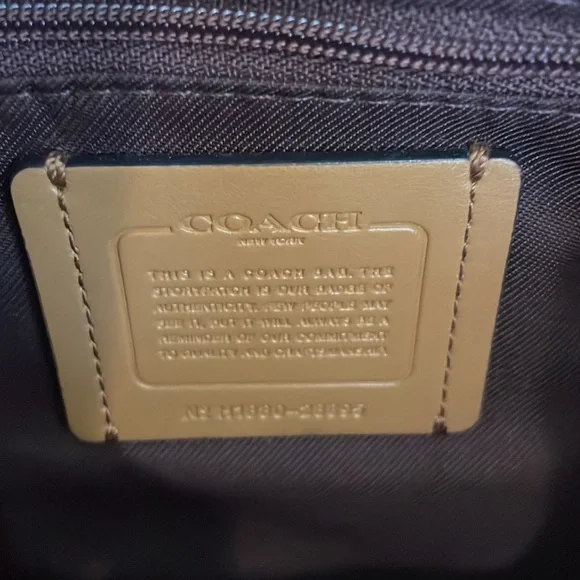 COACH
NEW YORK
THIS IS A COACH BAG. THE
STORYPATCH IS OUR BADGE OF
AUTHENTICITY. FEW PEOPLE MAY
SEE IT, BUT IT WILL ALWAYS BE A
REMINDER OF OUR COMMITMENT
TO QUALITY AND CRAFTSMANSHIP.